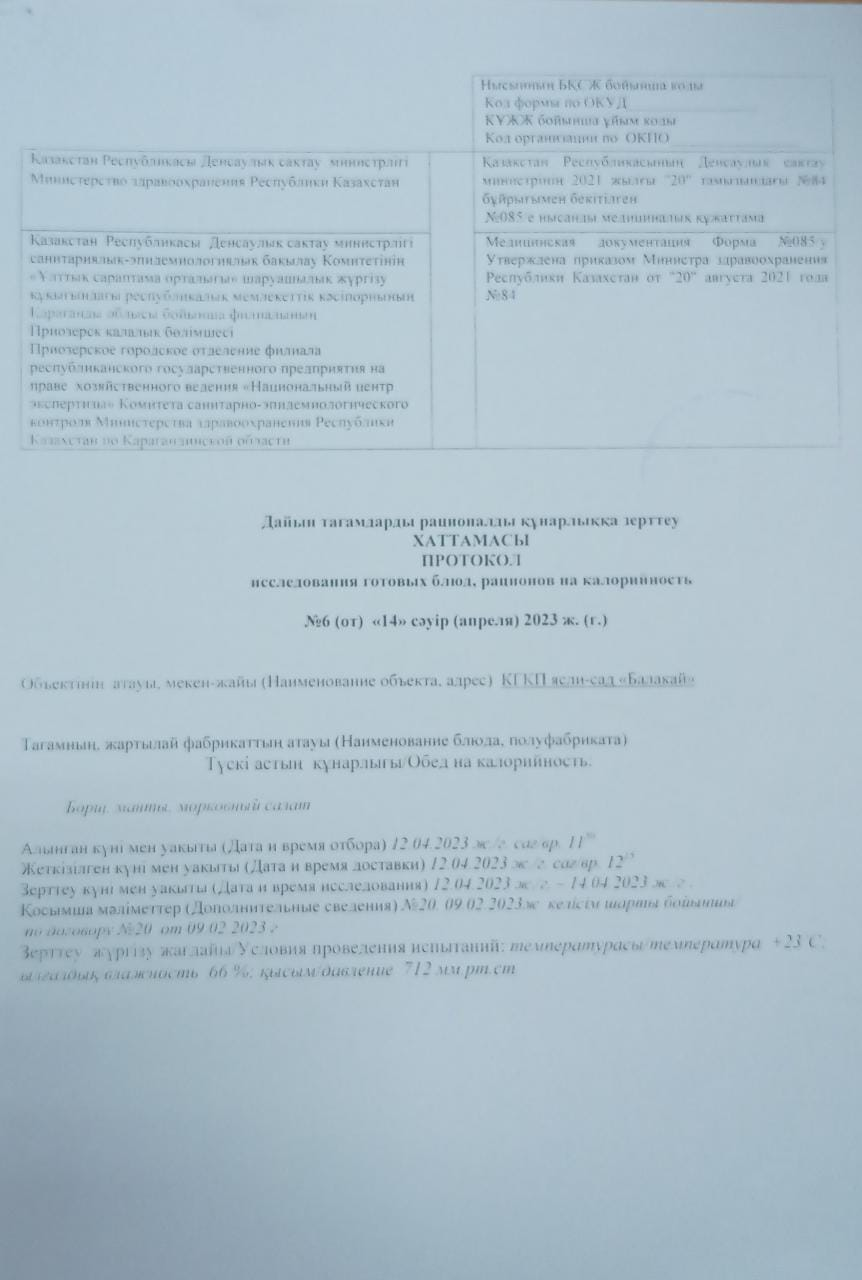 Нысынның БҚСЖ бойынша коды
Код формы по ОКУД
КҰЖЖ бойынша ұйым коды
Код организации по ОКПО
Қазақстан Республикасы Денсаулық сақтау министрлігі
Министерство здравоохранения Республики Казахстан
Қазақстан Республикасының Денсаулық сақтау
министрінің 2021 жылғы "20" тамызындағы №84
бұйрығымен бекітілген
№085-е нысанды медициналық құжаттама
Қазақстан Республикасы Денсаулық сақтау министрлігі
санитариялық-эпидемиологиялық бақылау Комитетінің
«Ұлттық сараптама орталығы» шаруашылық жүргізу
құқығындағы республикалық мемлекеттік кәсіпорнының
Қарағанды облысы бойынша филиалының
Приозерск қалалық бөлімшесі
Приозерское городское отделение филиала
республиканского государственного предприятия на
праве хозяйственного ведения «Национальный центр
экспертизы» Комитета санитарно-эпидемиологического
контроля Министерства здравоохранения Республики
Казахстан по Карагандинской области
Медицинская документация Форма №085-у
Утверждена приказом Министра здравоохранения
Республики Казахстан от "20" августа 2021 года
№84
Дайын тағамдарды рационалды құнарлыққа зерттеу
ХАТТАМАСЫ
ПРОТОКОЛ
исследования готовых блюд, рационов на калорийность
№6 (от) «14» сәуір (апреля) 2023 ж. (г.)
Объектінің атауы, мекен-жайы (Наименование объекта, адрес) КГКП ясли-сад «Балақай»
Тағамның, жартылай фабрикаттың атауы (Наименование блюда, полуфабриката)
Түскі астың құнарлығы/Обед на калорийность.
Борщ, манты, морковный салат
Алынған күні мен уақыты (Дата и время отбора) 12.04.2023 ж./г. сағ/вр. 11
Жеткізілген күні мен уақыты (Дата и время доставки) 12.04.2023 ж./г. сағ/вр. 12
Зерттеу күні мен уақыты (Дата и время исследования) 12.04.2023 ж./г. – 14.04.2023 ж./г.
Қосымша мәліметтер (Дополнительные сведения) №20. 09.02.2023ж келісім шарты бойынша/
по договору №20 от 09.02.2023 г
Зерттеу жүргізу жағдайы/Условия проведения испытаний: температурасы/температура +23 С;
ылғалдық/влажность 66 %; қысым/давление 712 мм.рт.ст